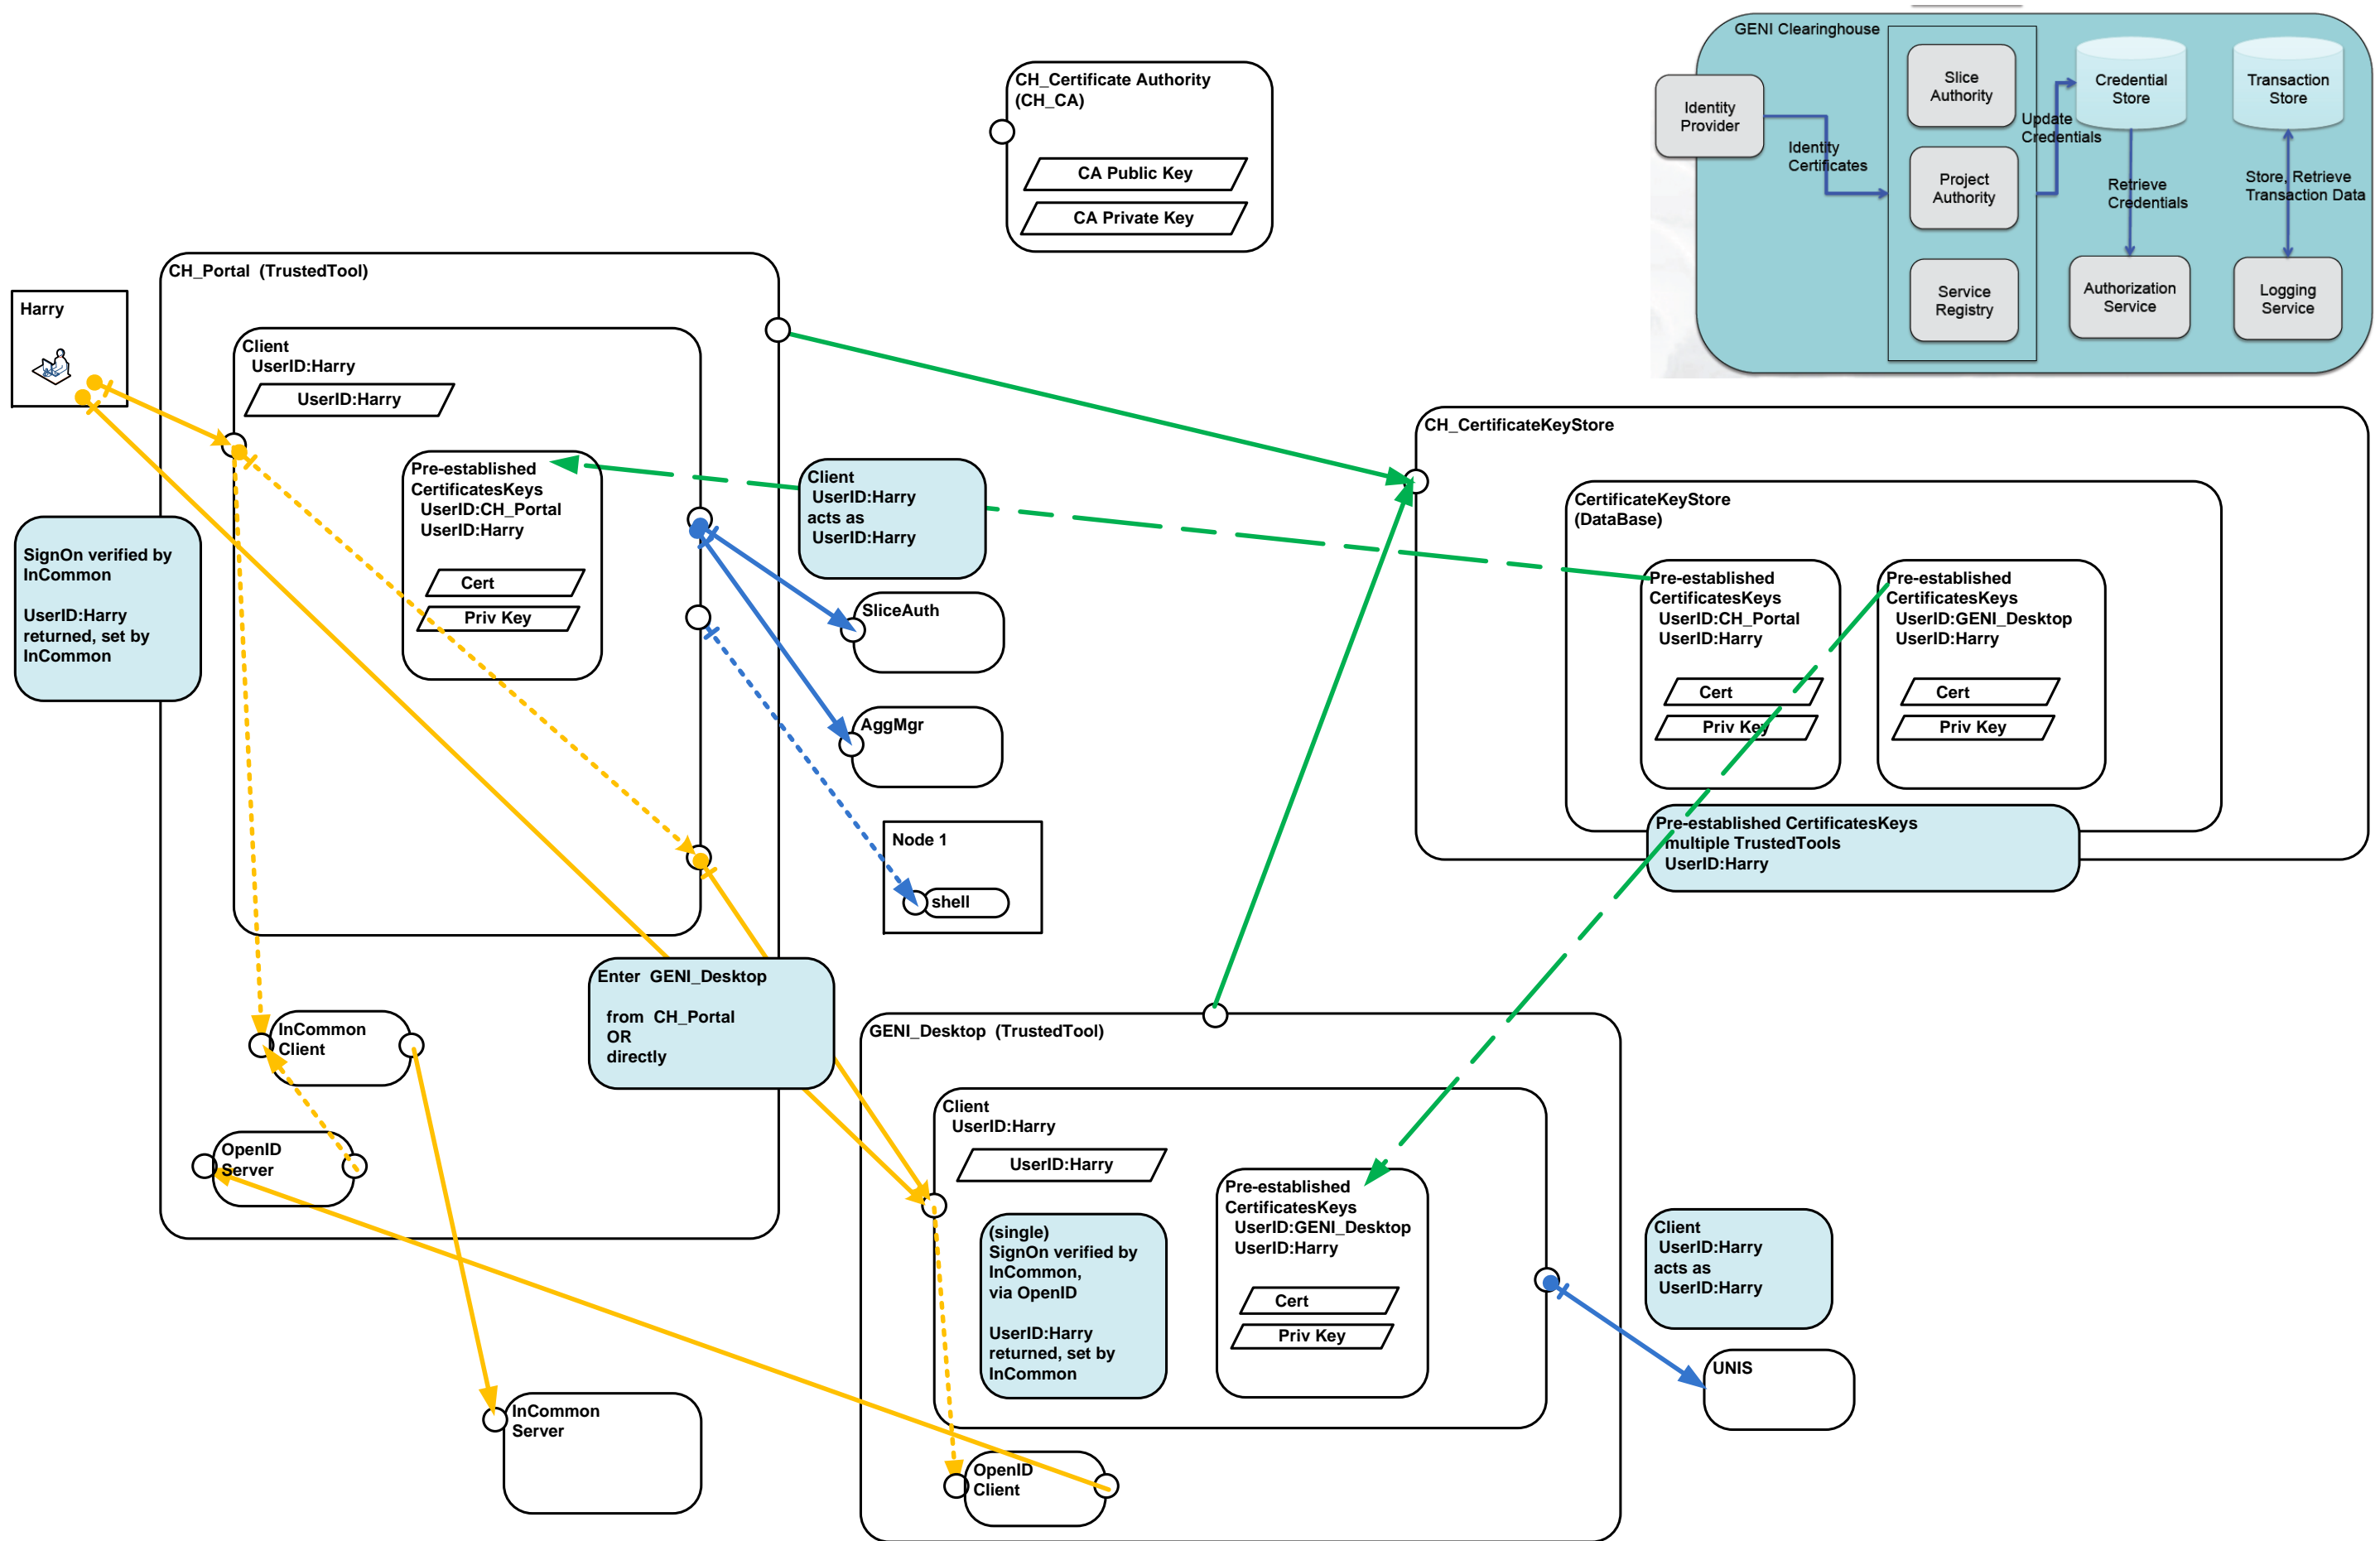 GENI Clearinghouse
Identity
Provider
Identity
Certificates
Slice
Authority
Project
Authority
Service
Registry
Update
Credentials
Credential
Store
Retrieve
Credentials
Authorization
Service
Transaction
Store
Store, Retrieve
Transaction Data
Logging
Service
CH_Certificate Authority
(CH_CA)
CA Public Key
CA Private Key
CH_Portal (TrustedTool)
Harry
Client
UserID:Harry
UserID:Harry
Pre-established
CertificatesKeys
UserID:CH_Portal
UserID:Harry
Cert
Priv Key
SignOn verified by
InCommon
UserID:Harry
returned, set by
InCommon
Client
UserID:Harry
acts as
UserID:Harry
SliceAuth
AggMgr
Node 1
shell
CH_CertificateKeyStore
CertificateKeyStore
(DataBase)
Pre-established
CertificatesKeys
UserID:CH_Portal
UserID:Harry
Cert
Priv Key
Pre-established
CertificatesKeys
UserID:GENI_Desktop
UserID:Harry
Cert
Priv Key
Pre-established CertificatesKeys
multiple TrustedTools
UserID:Harry
Enter GENI_Desktop
from CH_Portal
OR
directly
InCommon
Client
OpenID
Server
InCommon
Server
GENI_Desktop (TrustedTool)
Client
UserID:Harry
UserID:Harry
(single)
SignOn verified by
InCommon,
via OpenID
UserID:Harry
returned, set by
InCommon
Pre-established
CertificatesKeys
UserID:GENI_Desktop
UserID:Harry
Cert
Priv Key
OpenID
Client
Client
UserID:Harry
acts as
UserID:Harry
UNIS